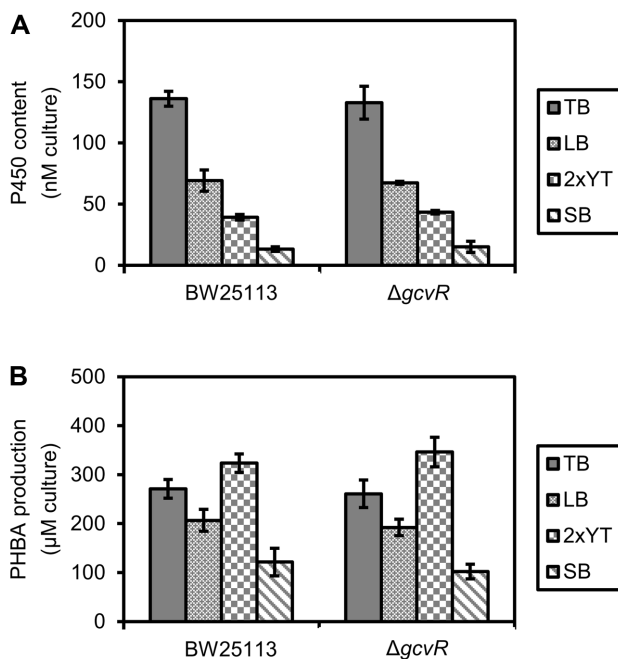 A
P450 content
(nM culture)
200
150
100
50
0
BW25113
ΔgcvR
TB
LB
2xYT
SB
B
PHBA production
(μM culture)
500
400
300
200
100
0
BW25113
ΔgcvR
TB
LB
2xYT
SB